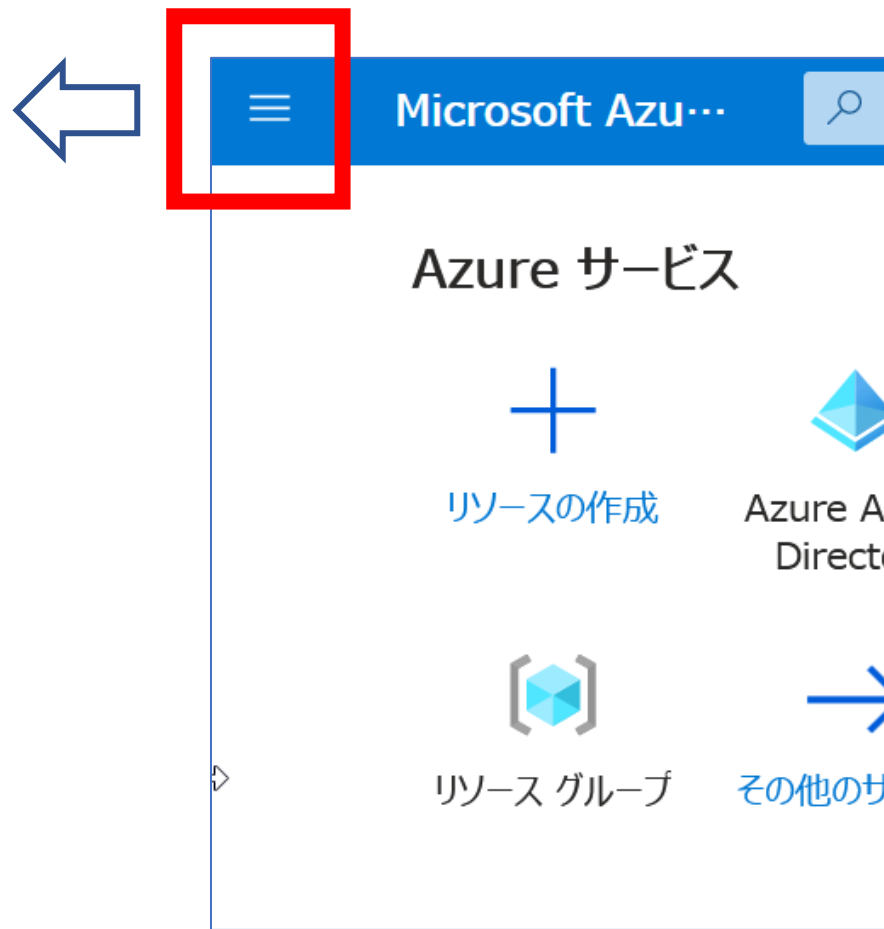 Microsoft Azu…
Azure サービス
リソースの作成
Azure A
Direct
リソース グループ
その他のサ